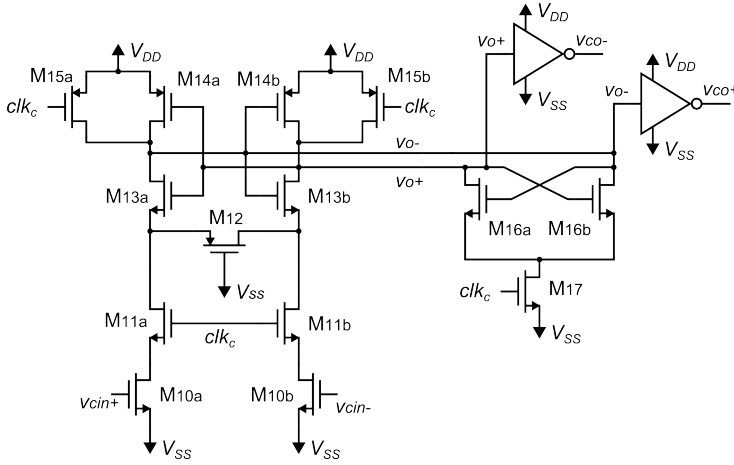 VDD
VDD
VDD
vo+
vco-
M15a
M14a
M14b
M15b
VDD
clkc
clkc
VSS
vo-
vco+
vo-
VSS
vo+
M13a
M13b
M12
M16a
M16b
VSS
clkc
M17
M11a
clkc
M11b
VSS
vcin+
M10a
M10b
vcin-
VSS
VSS